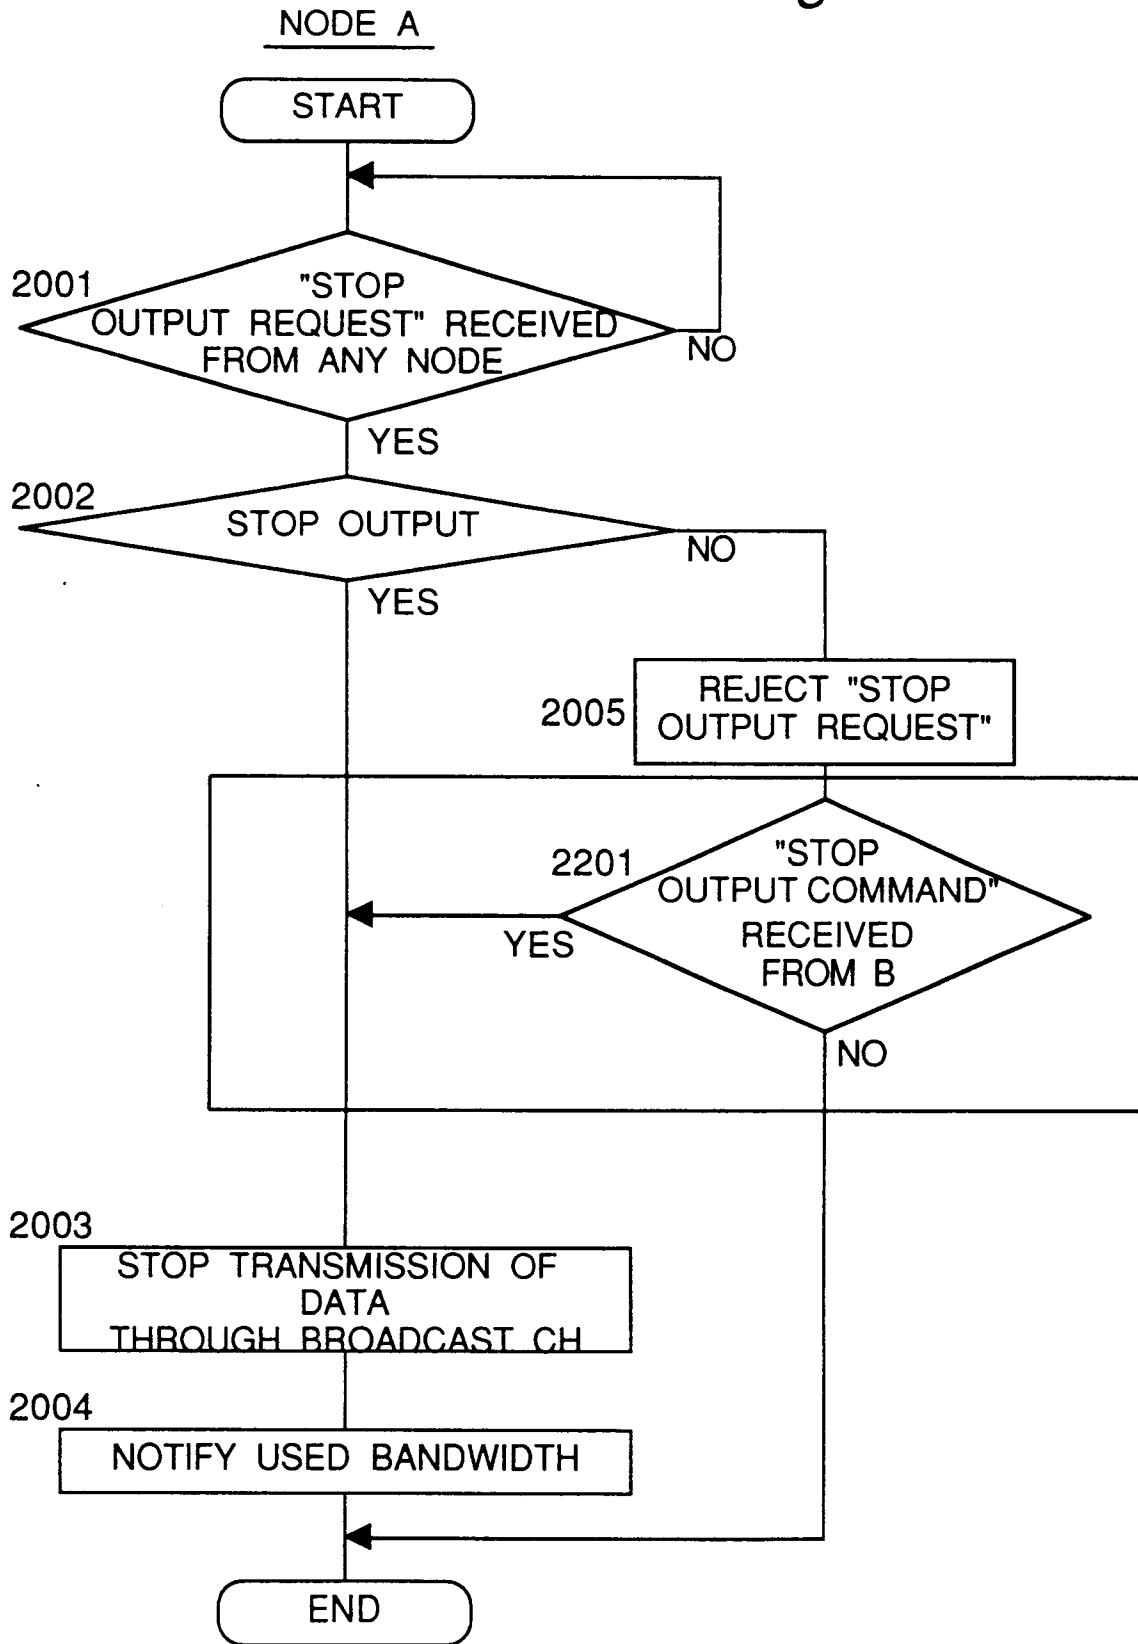 NODE A
START
2001
"STOP
OUTPUT REQUEST" RECEIVED
FROM ANY NODE
NO
YES
2002
STOP OUTPUT
NO
YES
2005
REJECT "STOP
OUTPUT REQUEST"
2201
"STOP
OUTPUT COMMAND"
RECEIVED
FROM B
YES
NO
2003
STOP TRANSMISSION OF
DATA
THROUGH BROADCAST CH
2004
NOTIFY USED BANDWIDTH
END